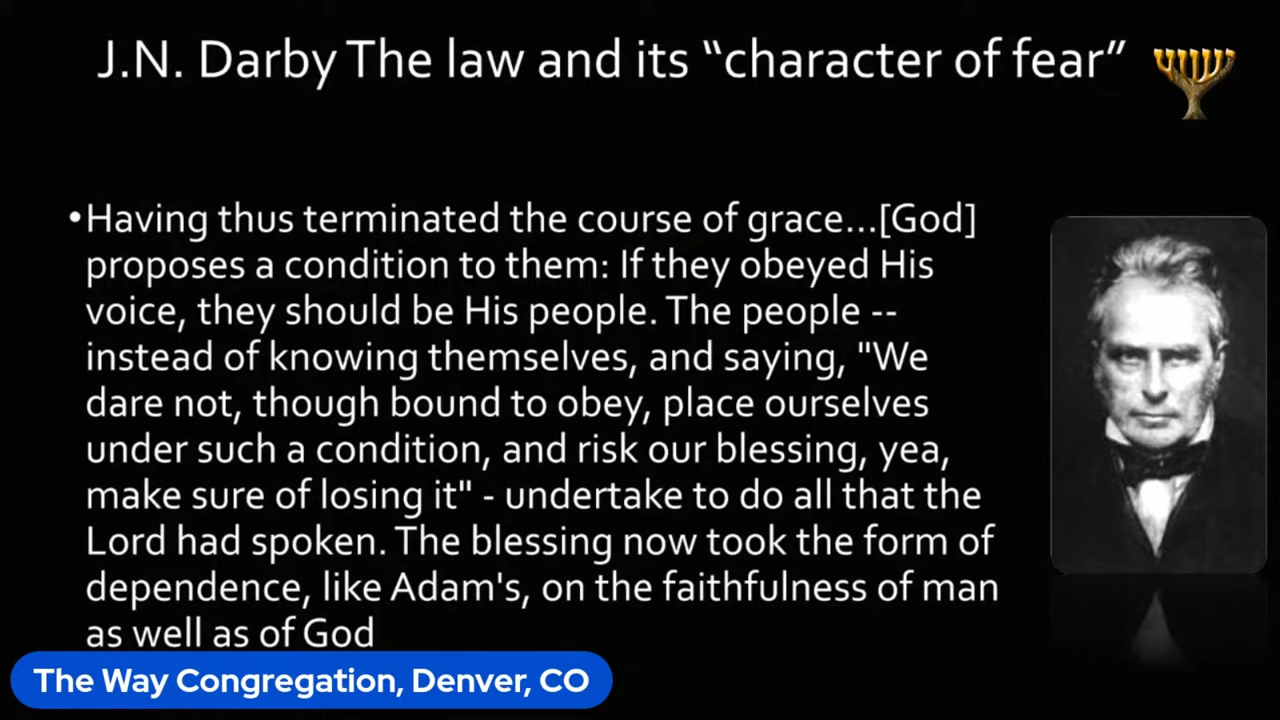 J.N. Darby The law and its “character of fear”
•Having thus terminated the course of grace...[God]
proposes a condition to them: If they obeyed His
voice, they should be His people. The people --
instead of knowing themselves, and saying, "We
dare not, though bound to obey, place ourselves
under such a condition, and risk our blessing, yea,
make sure of losing it" - undertake to do all that the
Lord had spoken. The blessing now took the form of
dependence, like Adam's, on the faithfulness of man
as well as of God
The Way Congregation, Denver, CO